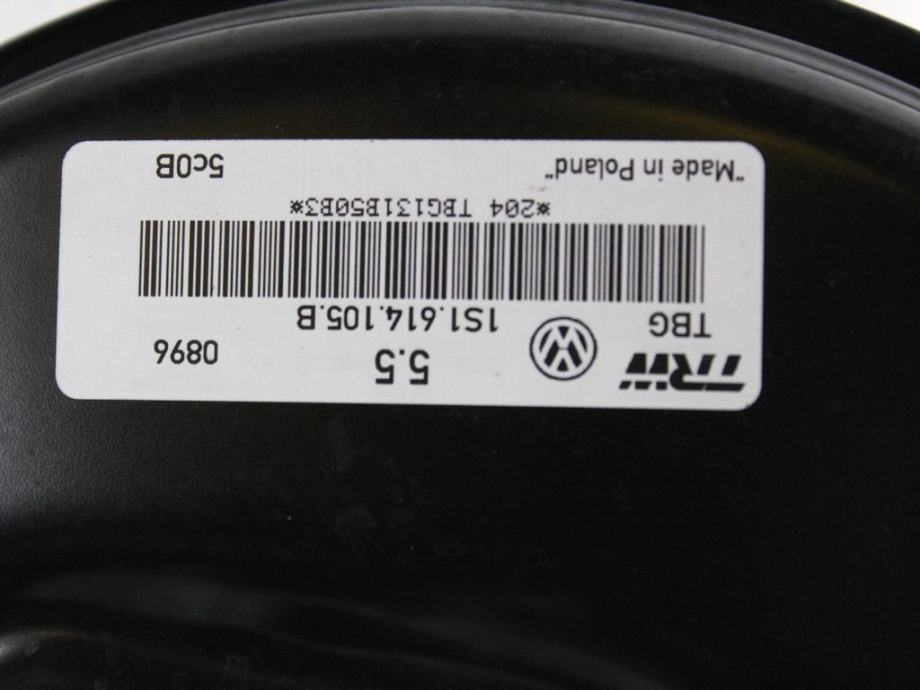 TRW 5.5 0896
TBG 1S1.614.105.B
*204 TBG131B50B3*
"Made in Poland" 5c0B